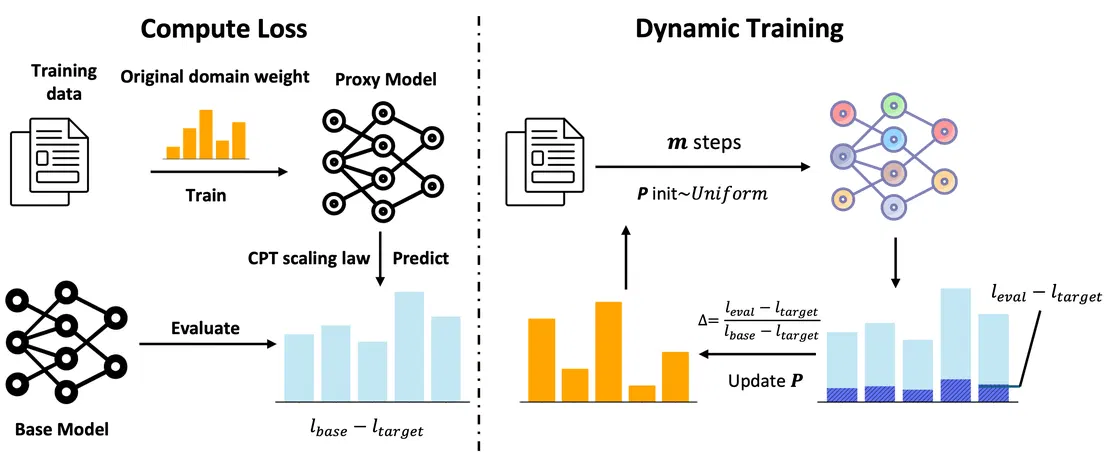 Compute Loss
Training
data
Original domain weight
Proxy Model
Train
CPT scaling law
Predict
Evaluate
Base Model
l_base − l_target
Dynamic Training
m steps
P init~Uniform
l_eval − l_target
Δ= (l_eval − l_target)/(l_base − l_target)
Update P